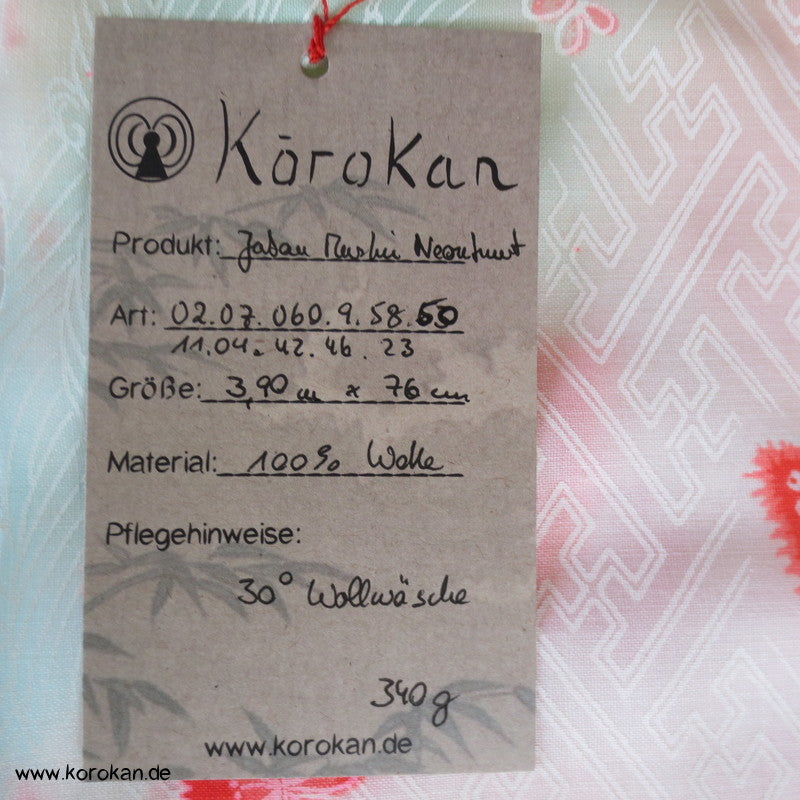 Kōrokan
Produkt:
Art: 02.07.060.9.58.50
11.04.42.46.23
Größe: 3,90 m x 76 cm
Material: 100% Wolle
Pflegehinweise:
30° Wollwäsche
340g
www.korokan.de
www.korokan.de